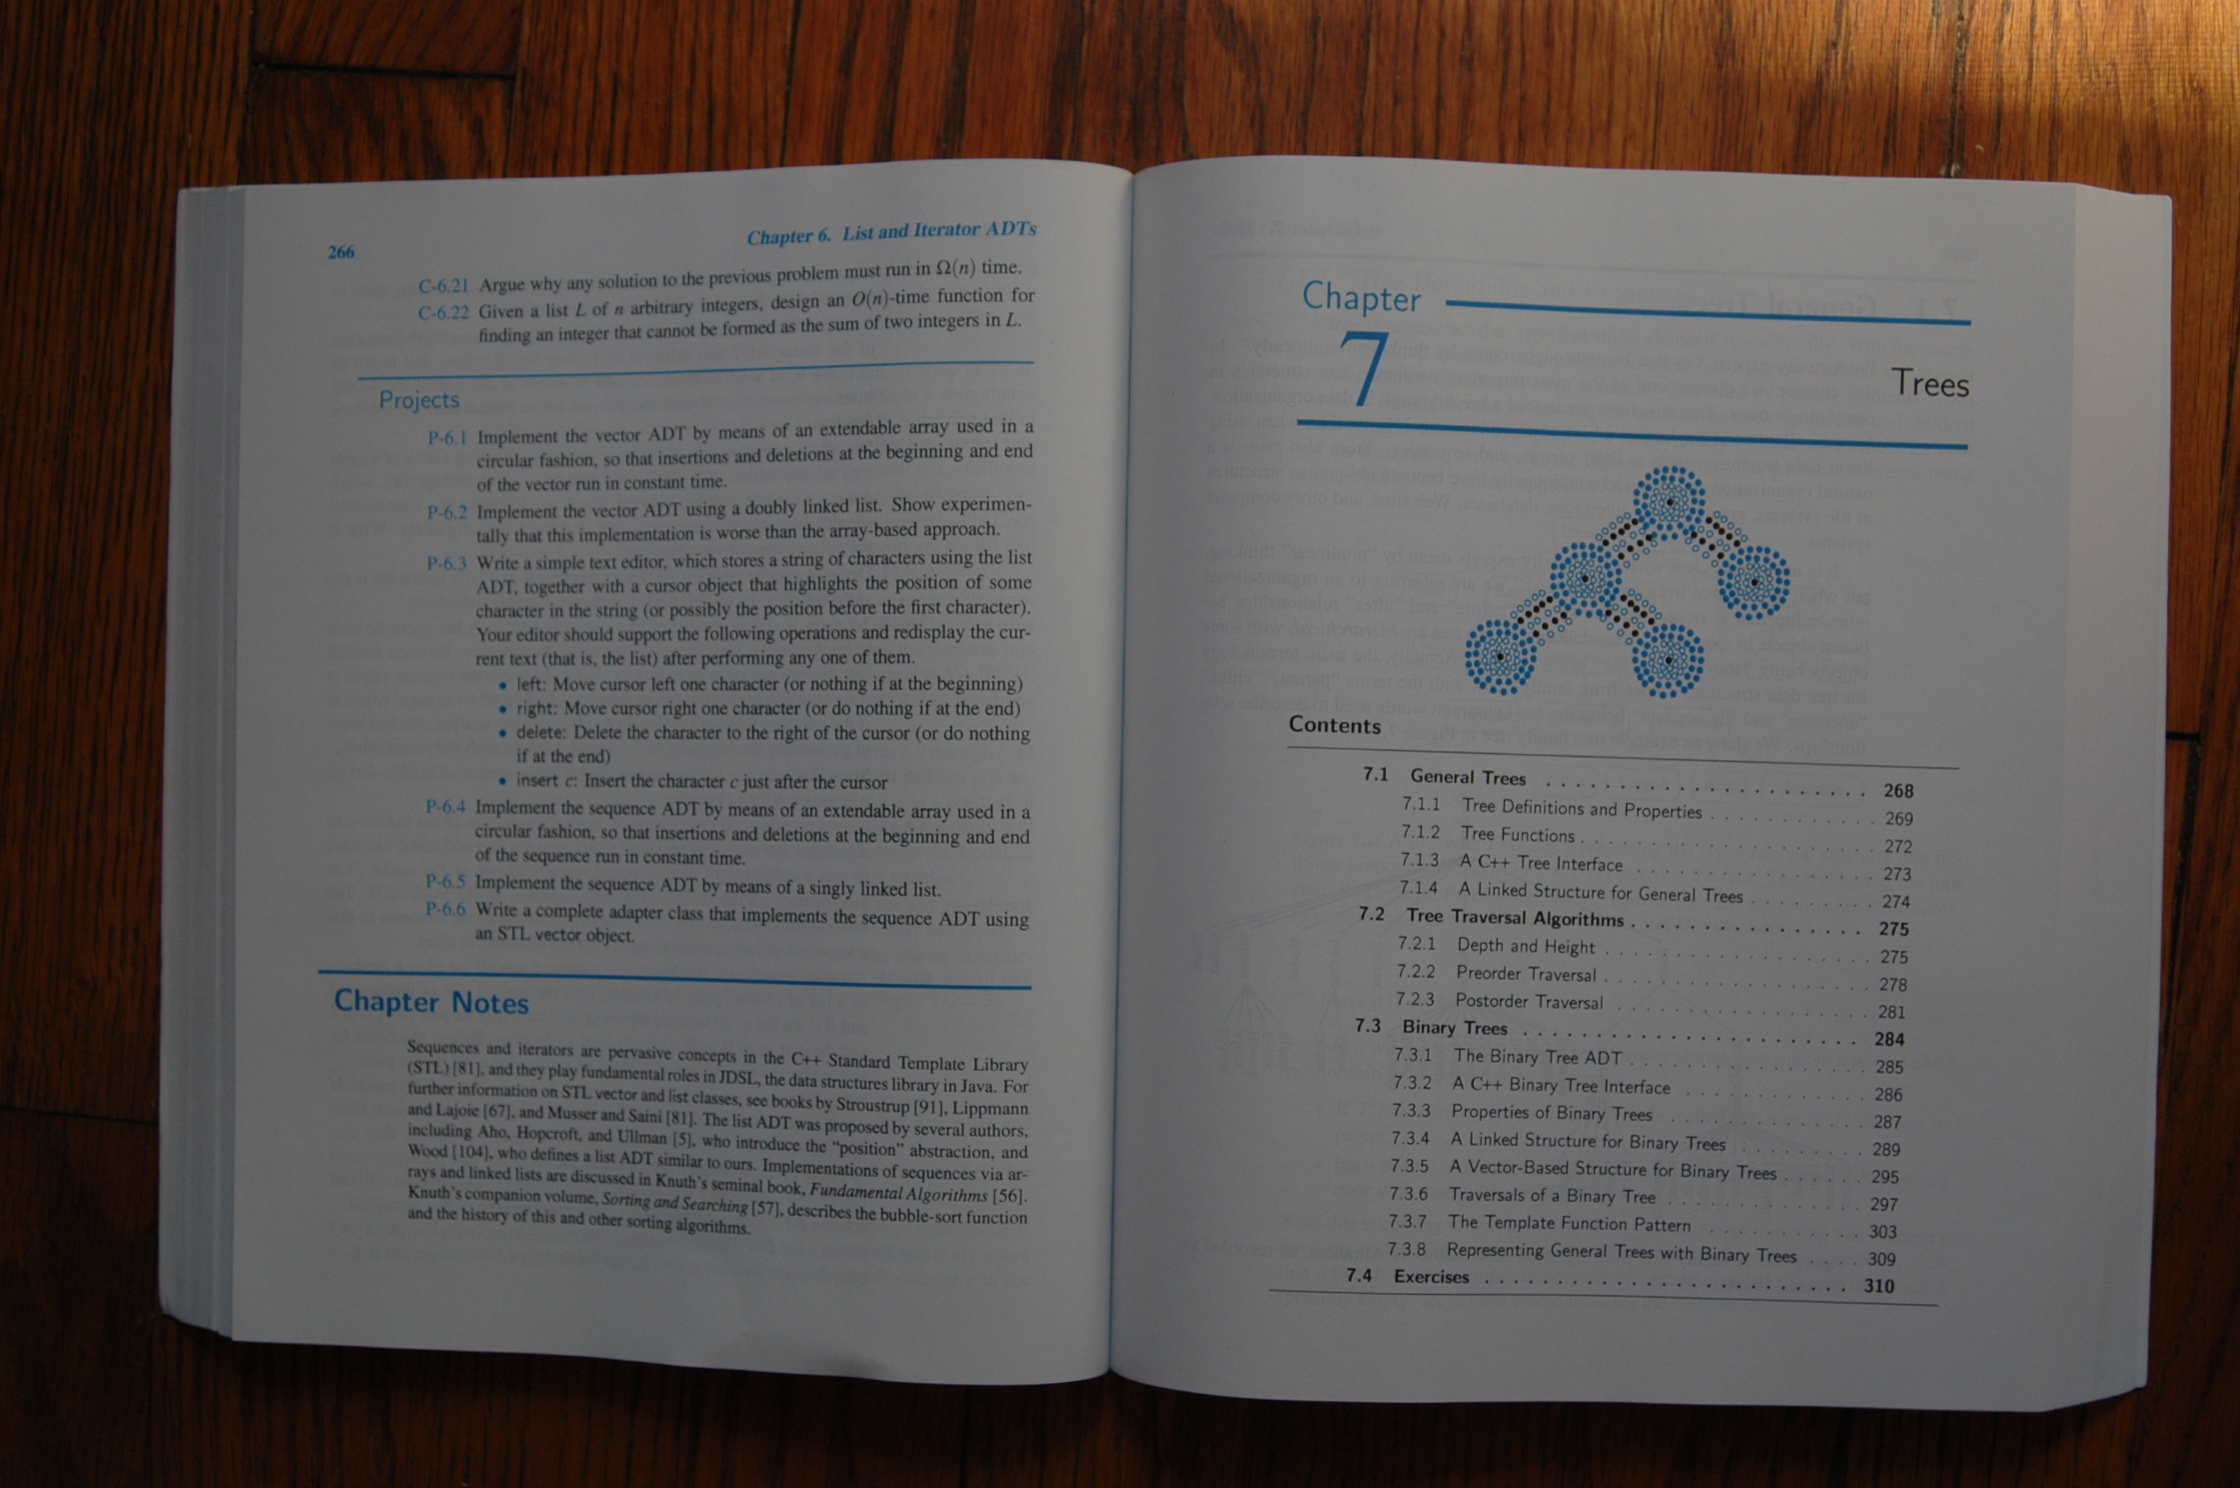 266
Chapter 6. List and Iterator ADTs
C-6.21 Argue why any solution to the previous problem must run in Ω(n) time.
C-6.22 Given a list L of n arbitrary integers, design an O(n)-time function for
finding an integer that cannot be formed as the sum of two integers in L.
Projects
P-6.1 Implement the vector ADT by means of an extendable array used in a
circular fashion, so that insertions and deletions at the beginning and end
of the vector run in constant time.
P-6.2 Implement the vector ADT using a doubly linked list. Show experimen-
tally that this implementation is worse than the array-based approach.
P-6.3 Write a simple text editor, which stores a string of characters using the list
ADT, together with a cursor object that highlights the position of some
character in the string (or possibly the position before the first character).
Your editor should support the following operations and redisplay the cur-
rent text (that is, the list) after performing any one of them.
• left: Move cursor left one character (or nothing if at the beginning)
• right: Move cursor right one character (or do nothing if at the end)
• delete: Delete the character to the right of the cursor (or do nothing
if at the end)
• insert c: Insert the character c just after the cursor
P-6.4 Implement the sequence ADT by means of an extendable array used in a
circular fashion, so that insertions and deletions at the beginning and end
of the sequence run in constant time.
P-6.5 Implement the sequence ADT by means of a singly linked list.
P-6.6 Write a complete adapter class that implements the sequence ADT using
an STL vector object.
Chapter Notes
Sequences and iterators are pervasive concepts in the C++ Standard Template Library
(STL) [81], and they play fundamental roles in JDSL, the data structures library in Java. For
further information on STL vector and list classes, see books by Stroustrup [91], Lippmann
and Lajoie [67], and Musser and Saini [81]. The list ADT was proposed by several authors,
including Aho, Hopcroft, and Ullman [5], who introduce the "position" abstraction, and
Wood [104], who defines a list ADT similar to ours. Implementations of sequences via ar-
rays and linked lists are discussed in Knuth's seminal book, Fundamental Algorithms [56].
Knuth's companion volume, Sorting and Searching [57], describes the bubble-sort function
and the history of this and other sorting algorithms.
Chapter
7
Trees
Contents
7.1 General Trees . . . . . . . . . . . . . . . . . . . . . . . 268
7.1.1 Tree Definitions and Properties . . . . . . . . . . . . 269
7.1.2 Tree Functions . . . . . . . . . . . . . . . . . . . . . 272
7.1.3 A C++ Tree Interface . . . . . . . . . . . . . . . . . 273
7.1.4 A Linked Structure for General Trees . . . . . . . . . 274
7.2 Tree Traversal Algorithms . . . . . . . . . . . . . . . . . 275
7.2.1 Depth and Height . . . . . . . . . . . . . . . . . . . 275
7.2.2 Preorder Traversal . . . . . . . . . . . . . . . . . . . 278
7.2.3 Postorder Traversal . . . . . . . . . . . . . . . . . . 281
7.3 Binary Trees . . . . . . . . . . . . . . . . . . . . . . . . 284
7.3.1 The Binary Tree ADT . . . . . . . . . . . . . . . . . 285
7.3.2 A C++ Binary Tree Interface . . . . . . . . . . . . . 286
7.3.3 Properties of Binary Trees . . . . . . . . . . . . . . 287
7.3.4 A Linked Structure for Binary Trees . . . . . . . . . 289
7.3.5 A Vector-Based Structure for Binary Trees . . . . . . 295
7.3.6 Traversals of a Binary Tree . . . . . . . . . . . . . . 297
7.3.7 The Template Function Pattern . . . . . . . . . . . 303
7.3.8 Representing General Trees with Binary Trees . . . . 309
7.4 Exercises . . . . . . . . . . . . . . . . . . . . . . . . . . 310